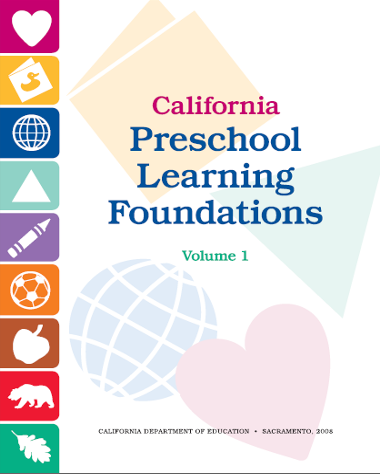 California
Preschool
Learning
Foundations
Volume 1
CALIFORNIA DEPARTMENT OF EDUCATION • SACRAMENTO, 2008